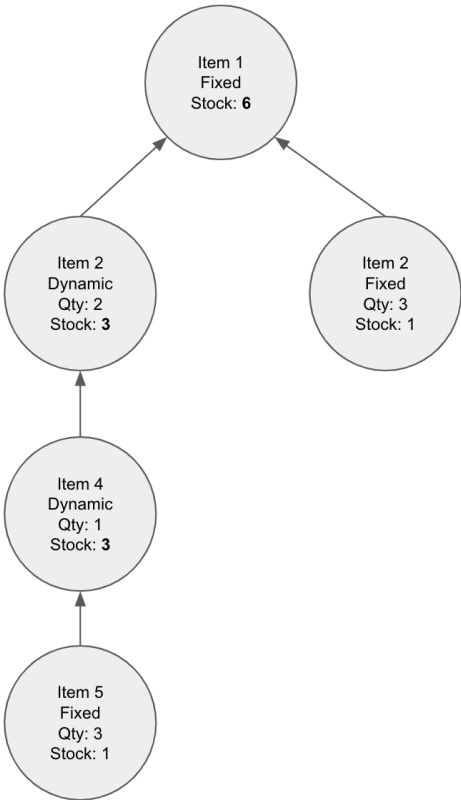 Item 1
Fixed
Stock: 6
Item 2
Dynamic
Qty: 2
Stock: 3
Item 2
Fixed
Qty: 3
Stock: 1
Item 4
Dynamic
Qty: 1
Stock: 3
Item 5
Fixed
Qty: 3
Stock: 1